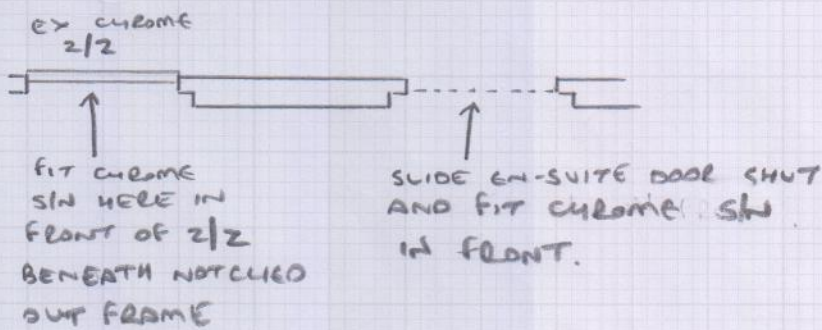 ex CHROME
2/2
FIT CHROME
S/N HERE IN
FRONT OF 2/2
BENEATH NOTCHED
OUT FRAME
SLIDE EN-SUITE DOOR SHUT
AND FIT CHROME S/N
IN FRONT.